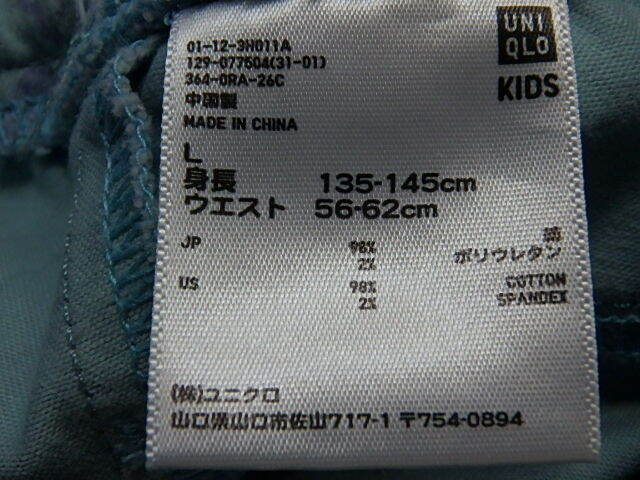 UNI
QLO
KIDS
01-12-3H011A
129-077504(31-01)
364-0RA-26C
中国製
MADE IN CHINA
L
身長 135-145cm
ウエスト 56-62cm
JP 98% 綿
2% ポリウレタン
US 98% COTTON
2% SPANDEX
(株)ユニクロ
山口県山口市佐山717-1 〒754-0894